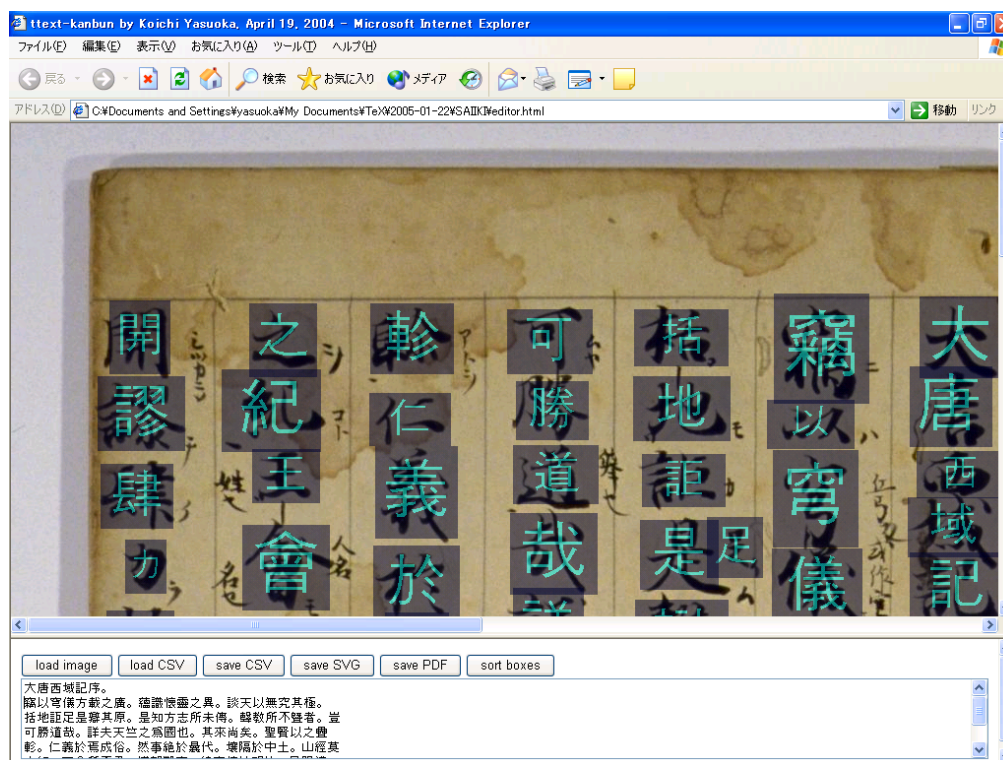 ttext-kanbun by Koichi Yasuoka, April 19, 2004 - Microsoft Internet Explorer
ファイル(F) 編集(E) 表示(V) お気に入り(A) ツール(T) ヘルプ(H)
戻る 検索 お気に入り メディア
アドレス(D) C:¥Documents and Settings¥yasuoka¥My Documents¥TeX¥2005-01-22¥SAIIKI¥editor.html 移動 リンク
大唐西域記
竊以穹儀
括地詎足是
可勝道哉詳
軫仁義於
之紀王會
開謬肆力
load image load CSV save CSV save SVG save PDF sort boxes
大唐西域記序。
竊以穹儀方載之廣。蘊識懷靈之異。談天以無究其極。
括地詎足是辯其原。是知方志所未傳。聲教所不曁者。豈
可勝道哉。詳夫天竺之爲國也。其來尚矣。聖賢以之疊
軫。仁義於焉成俗。然事絶於曩代。壤隔於中土。山經莫